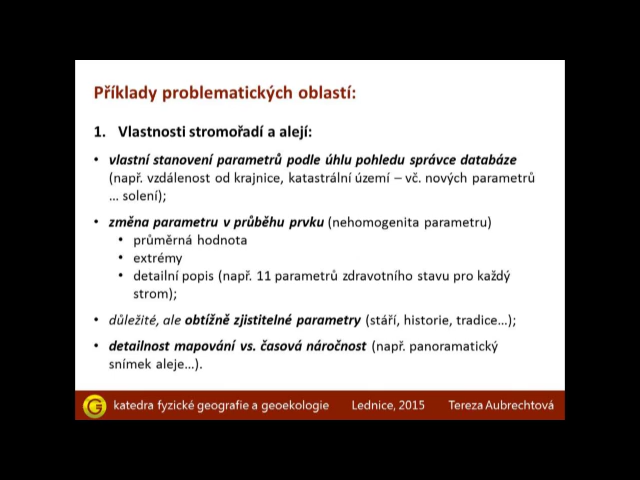 Příklady problematických oblastí:
1. Vlastnosti stromořadí a alejí:
• vlastní stanovení parametrů podle úhlu pohledu správce databáze
(např. vzdálenost od krajnice, katastrální území – vč. nových parametrů
… solení);
• změna parametru v průběhu prvku (nehomogenita parametru)
• průměrná hodnota
• extrémy
• detailní popis (např. 11 parametrů zdravotního stavu pro každý
strom);
• důležité, ale obtížně zjistitelné parametry (stáří, historie, tradice…);
• detailnost mapování vs. časová náročnost (např. panoramatický
snímek aleje…).
G katedra fyzické geografie a geoekologie Lednice, 2015 Tereza Aubrechtová